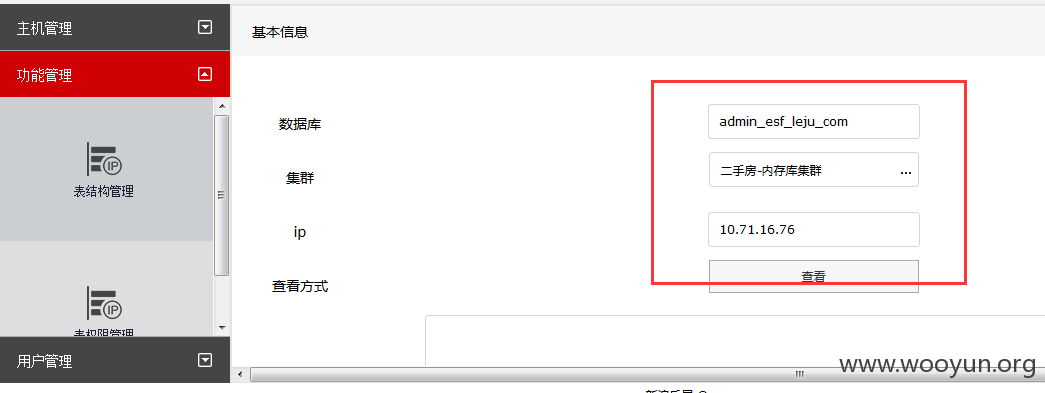 主机管理
功能管理
表结构管理
表权限管理
用户管理
基本信息
数据库
admin_esf_leju_com
集群
二手房-内存库集群
...
ip
10.71.16.76
查看方式
查看
www.wooyun.org